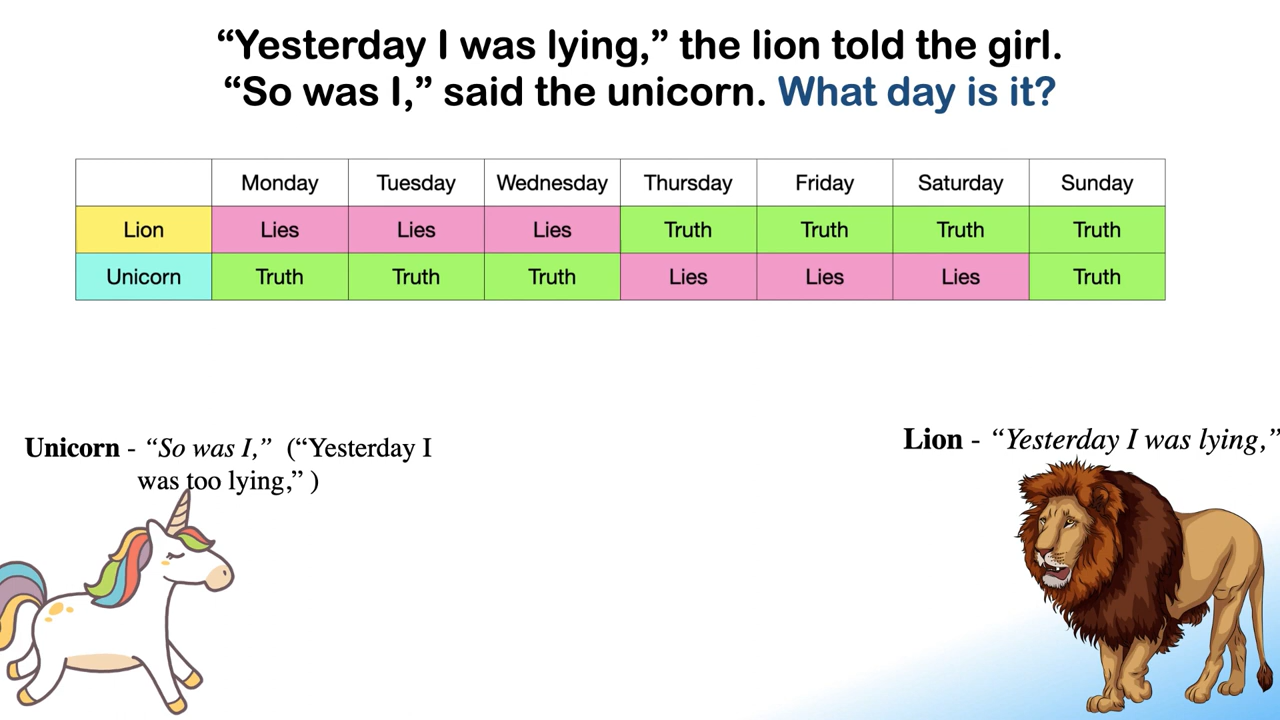 “Yesterday I was lying,” the lion told the girl.
“So was I,” said the unicorn. What day is it?
Monday Tuesday Wednesday Thursday Friday Saturday Sunday
Lion Lies Lies Lies Truth Truth Truth Truth
Unicorn Truth Truth Truth Lies Lies Lies Truth
Unicorn - “So was I,” (“Yesterday I
was too lying,” )
Lion - “Yesterday I was lying,”